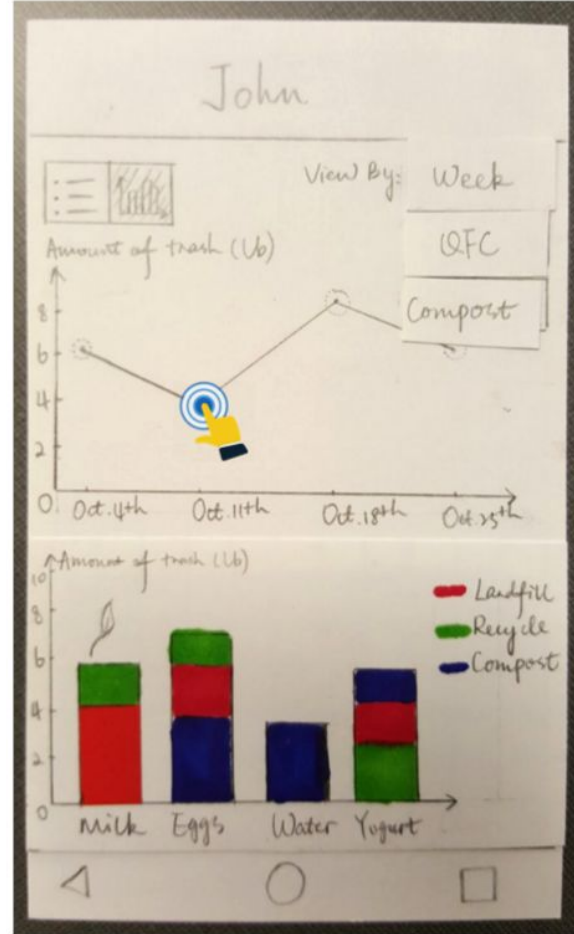 John
View By: Week
QFC
Compost
Amount of trash (Lb)
8
6
4
2
0
Oct.4th Oct.11th Oct.18th Oct.25th
Amount of trash (Lb)
10
8
6
4
2
0
Landfill
Recycle
Compost
Milk Eggs Water Yogurt